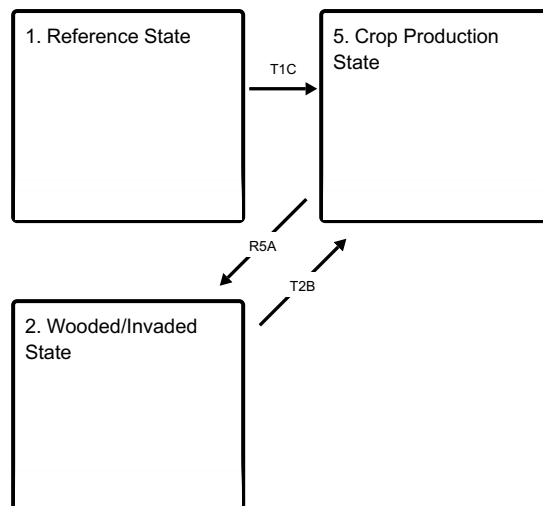 1. Reference State
5. Crop Production
State
T1C
R5A
T2B
2. Wooded/Invaded
State